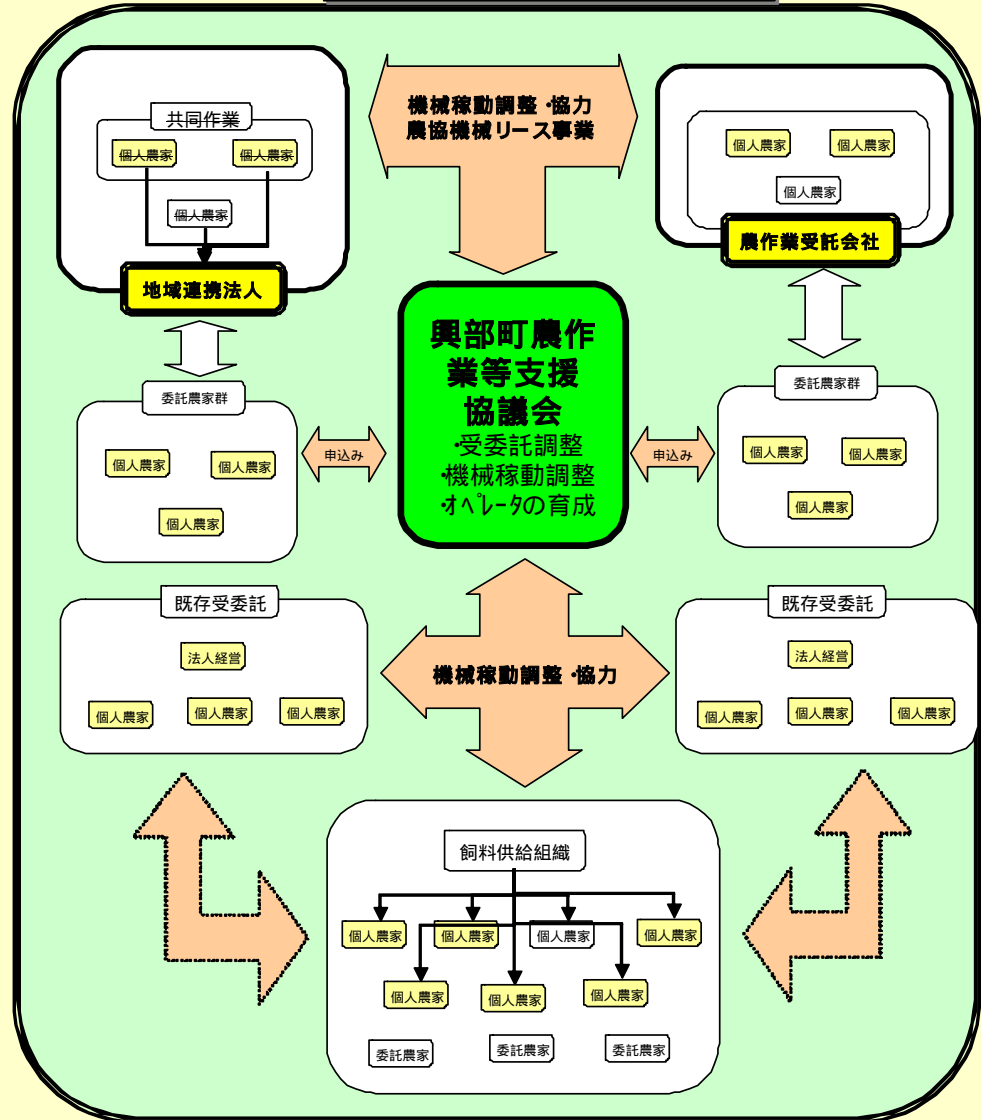 機械稼動調整・協力
農協機械リース事業
共同作業
個人農家
個人農家
個人農家
地域連携法人
個人農家
個人農家
個人農家
農作業受託会社
興部町農作
業等支援
協議会
・受委託調整
・機械稼動調整
・オペレータの育成
委託農家群
個人農家
個人農家
個人農家
申込み
申込み
委託農家群
個人農家
個人農家
個人農家
既存受委託
法人経営
個人農家
個人農家
個人農家
機械稼動調整・協力
既存受委託
法人経営
個人農家
個人農家
個人農家
飼料供給組織
個人農家
個人農家
個人農家
個人農家
個人農家
個人農家
個人農家
委託農家
委託農家
委託農家